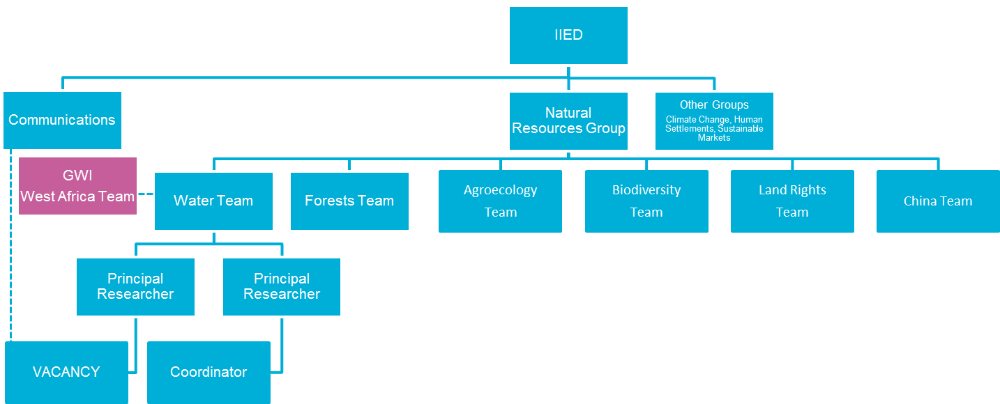 IIED
Communications
Natural
Resources Group
Other Groups
Climate Change, Human
Settlements, Sustainable
Markets
GWI
West Africa Team
Water Team
Forests Team
Agroecology
Team
Biodiversity
Team
Land Rights
Team
China Team
Principal
Researcher
Principal
Researcher
VACANCY
Coordinator